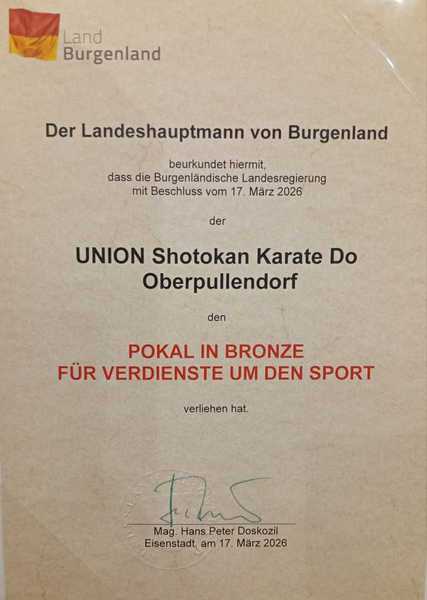 Land
Burgenland
Der Landeshauptmann von Burgenland
beurkundet hiermit,
dass die Burgenländische Landesregierung
mit Beschluss vom 17. März 2026
der
UNION Shotokan Karate Do
Oberpullendorf
den
POKAL IN BRONZE
FÜR VERDIENSTE UM DEN SPORT
verliehen hat.
Mag. Hans Peter Doskozil
Eisenstadt, am 17. März 2026